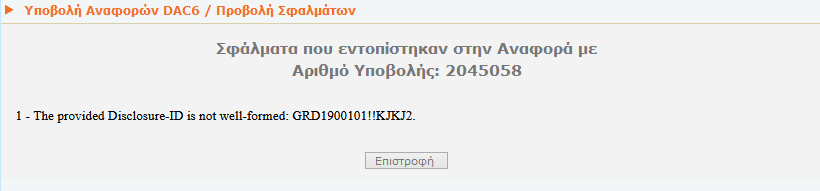 Υποβολή Αναφορών DAC6 / Προβολή Σφαλμάτων
Σφάλματα που εντοπίστηκαν στην Αναφορά με
Αριθμό Υποβολής: 2045058
1 - The provided Disclosure-ID is not well-formed: GRD1900101!!KJKJ2.
Επιστροφή